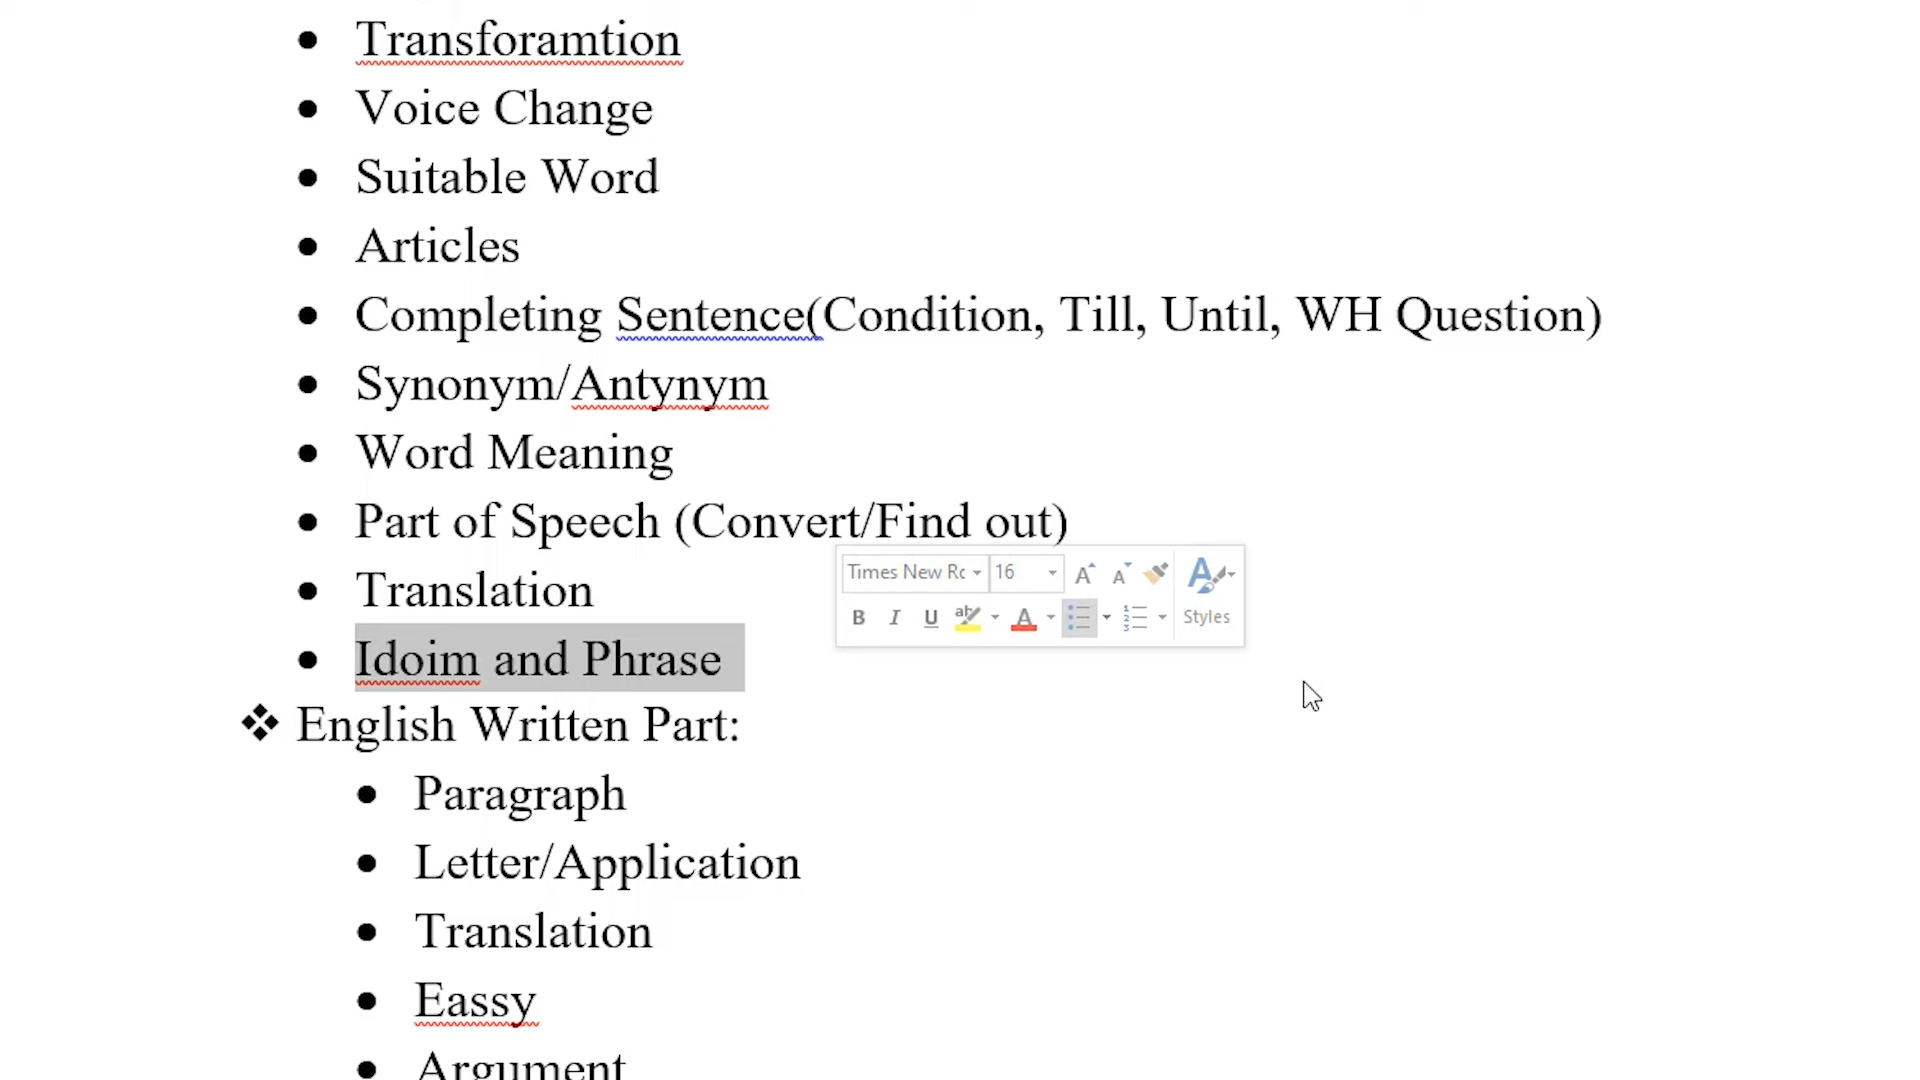 • Transforamtion
• Voice Change
• Suitable Word
• Articles
• Completing Sentence(Condition, Till, Until, WH Question)
• Synonym/Antynym
• Word Meaning
• Part of Speech (Convert/Find out)
Times New Rc 16
• Translation
B I U Styles
• Idoim and Phrase
❖ English Written Part:
• Paragraph
• Letter/Application
• Translation
• Eassy
• Argument